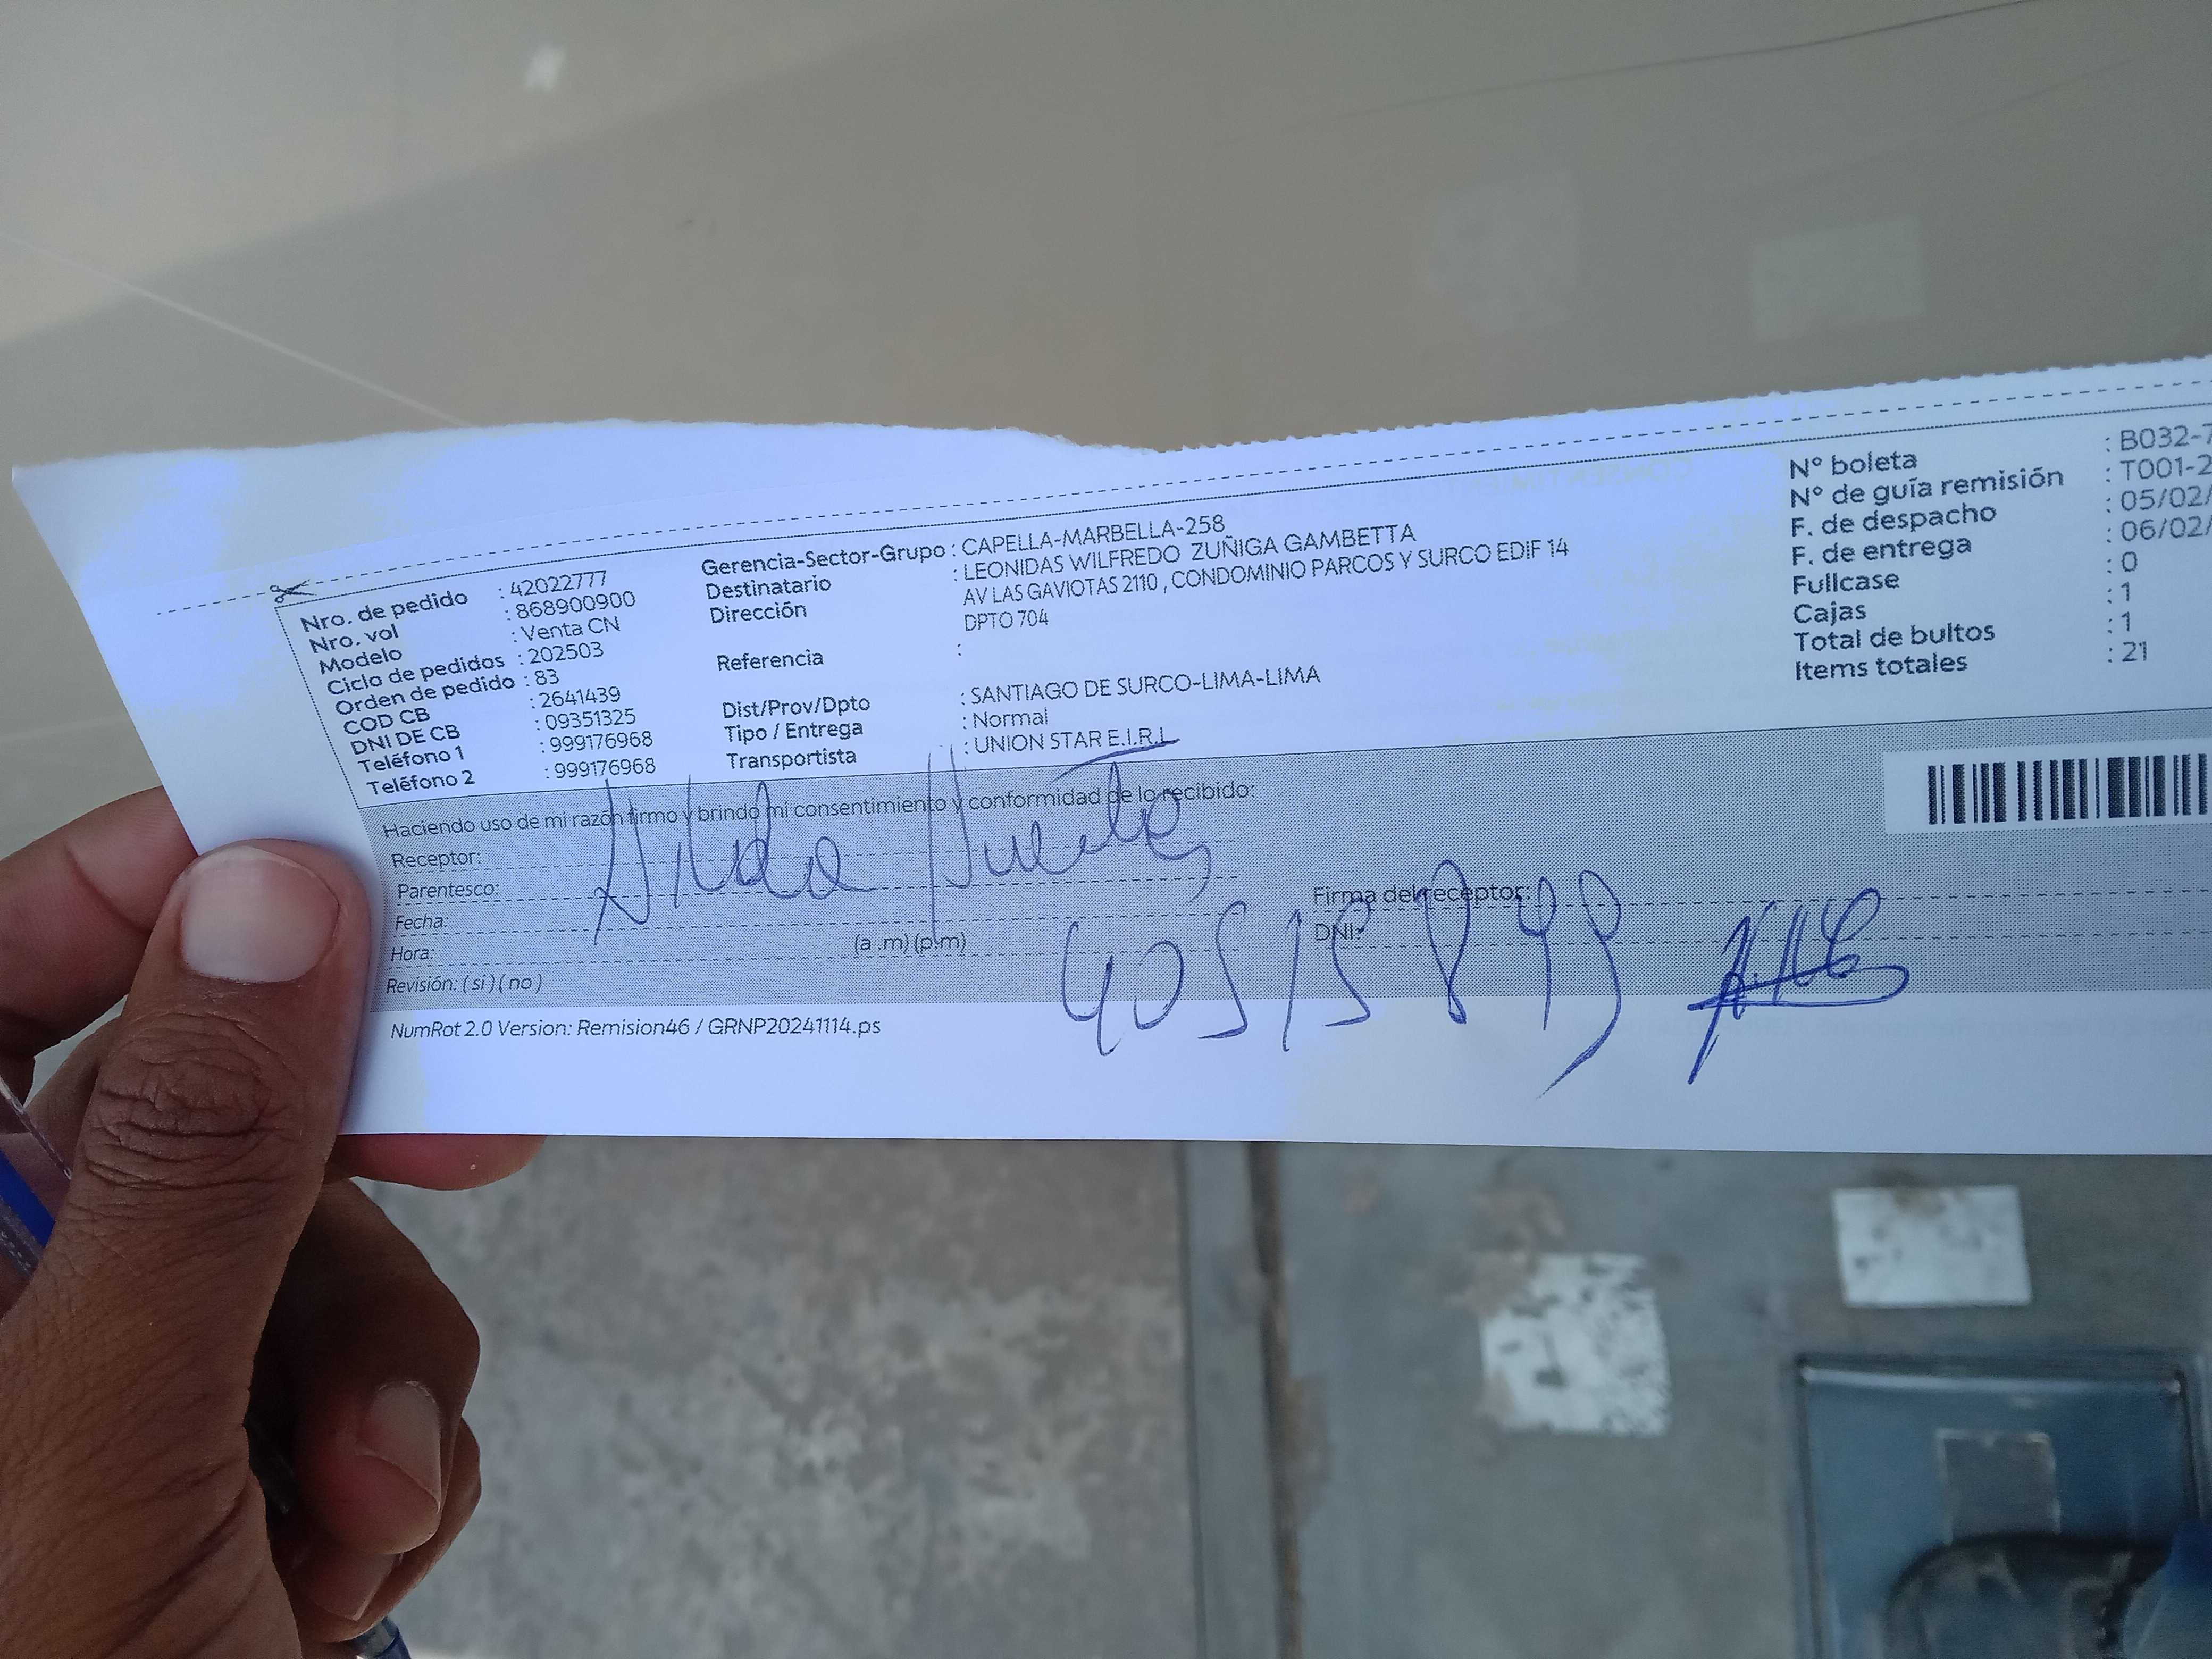 Nro. de pedido : 42022777
Nro. vol : 868900900
Modelo : Venta CN
Ciclo de pedidos : 202503
Orden de pedido : 83
COD CB : 2641439
DNI DE CB : 09351325
Teléfono 1 : 999176968
Teléfono 2 : 999176968
Gerencia-Sector-Grupo : CAPELLA-MARBELLA-258
Destinatario : LEONIDAS WILFREDO ZUÑIGA GAMBETTA
Dirección AV LAS GAVIOTAS 2110 , CONDOMINIO PARCOS Y SURCO EDIF 14
DPTO 704
Referencia :
Dist/Prov/Dpto : SANTIAGO DE SURCO-LIMA-LIMA
Tipo / Entrega : Normal
Transportista : UNION STAR E.I.R.L
N° boleta : B032-7
N° de guía remisión : T001-2
F. de despacho : 05/02/
F. de entrega : 06/02/
Fullcase : 0
Cajas : 1
Total de bultos : 1
Items totales : 21
Haciendo uso de mi razón firmo y brindo mi consentimiento y conformidad de lo recibido:
Receptor:
Parentesco:
Fecha:
Hora: (a .m) (p.m)
Revisión: ( si ) ( no )
Firma del receptor:
DNI:
NumRot 2.0 Version: Remision46 / GRNP20241114.ps